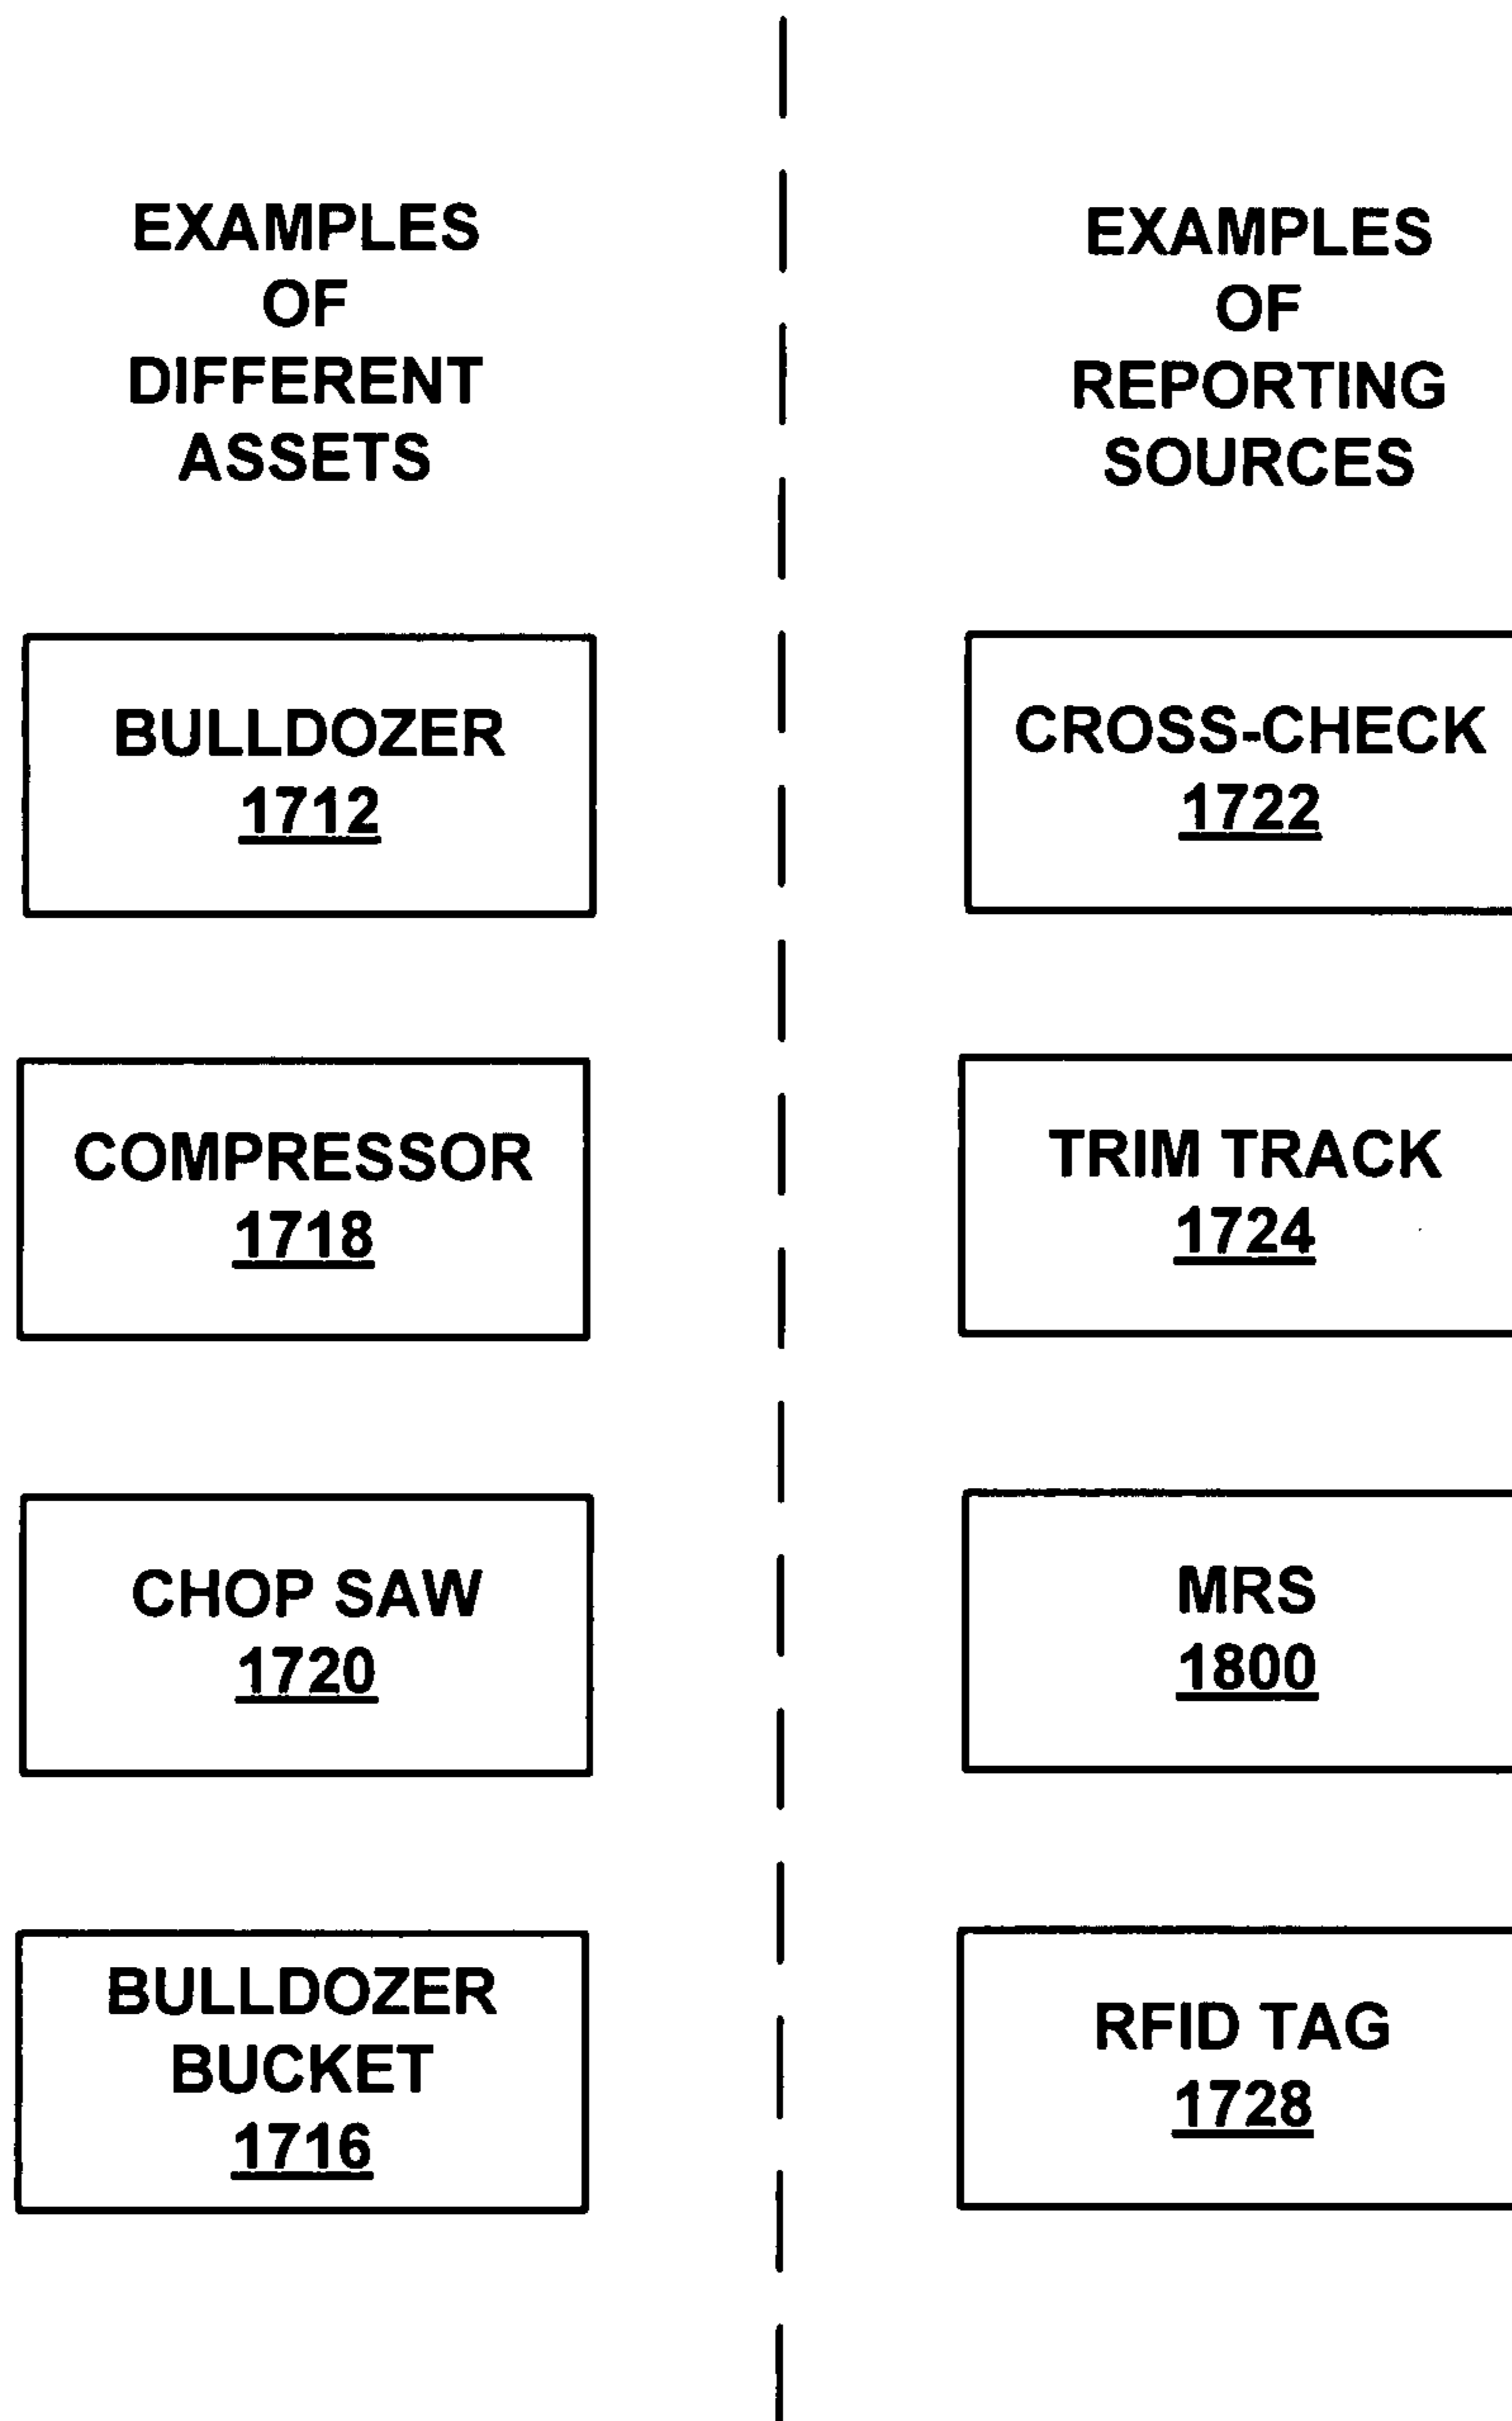 EXAMPLES
OF
DIFFERENT
ASSETS
BULLDOZER
1712
COMPRESSOR
1718
CHOP SAW
1720
BULLDOZER
BUCKET
1716
EXAMPLES
OF
REPORTING
SOURCES
CROSS-CHECK
1722
TRIM TRACK
1724
MRS
1800
RFID TAG
1728